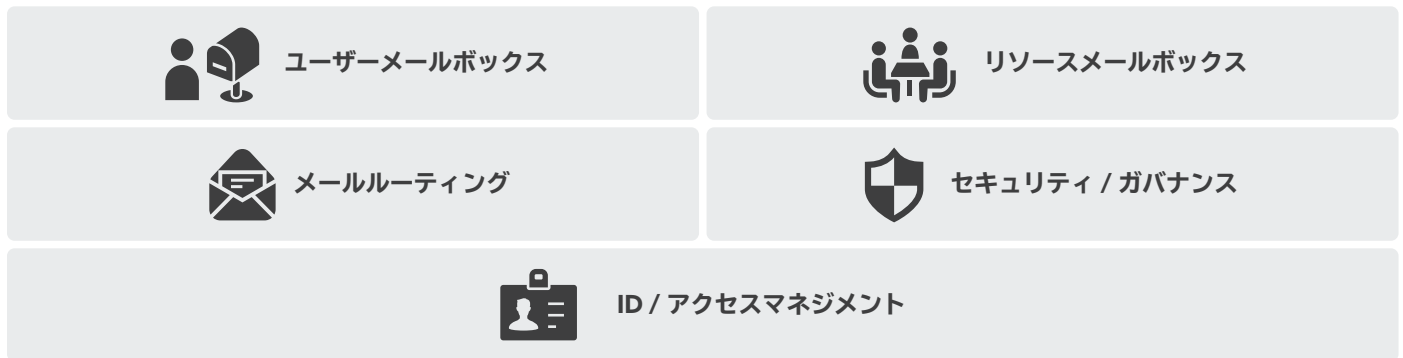 ユーザーメールボックス
リソースメールボックス
メールルーティング
セキュリティ / ガバナンス
ID / アクセスマネジメント